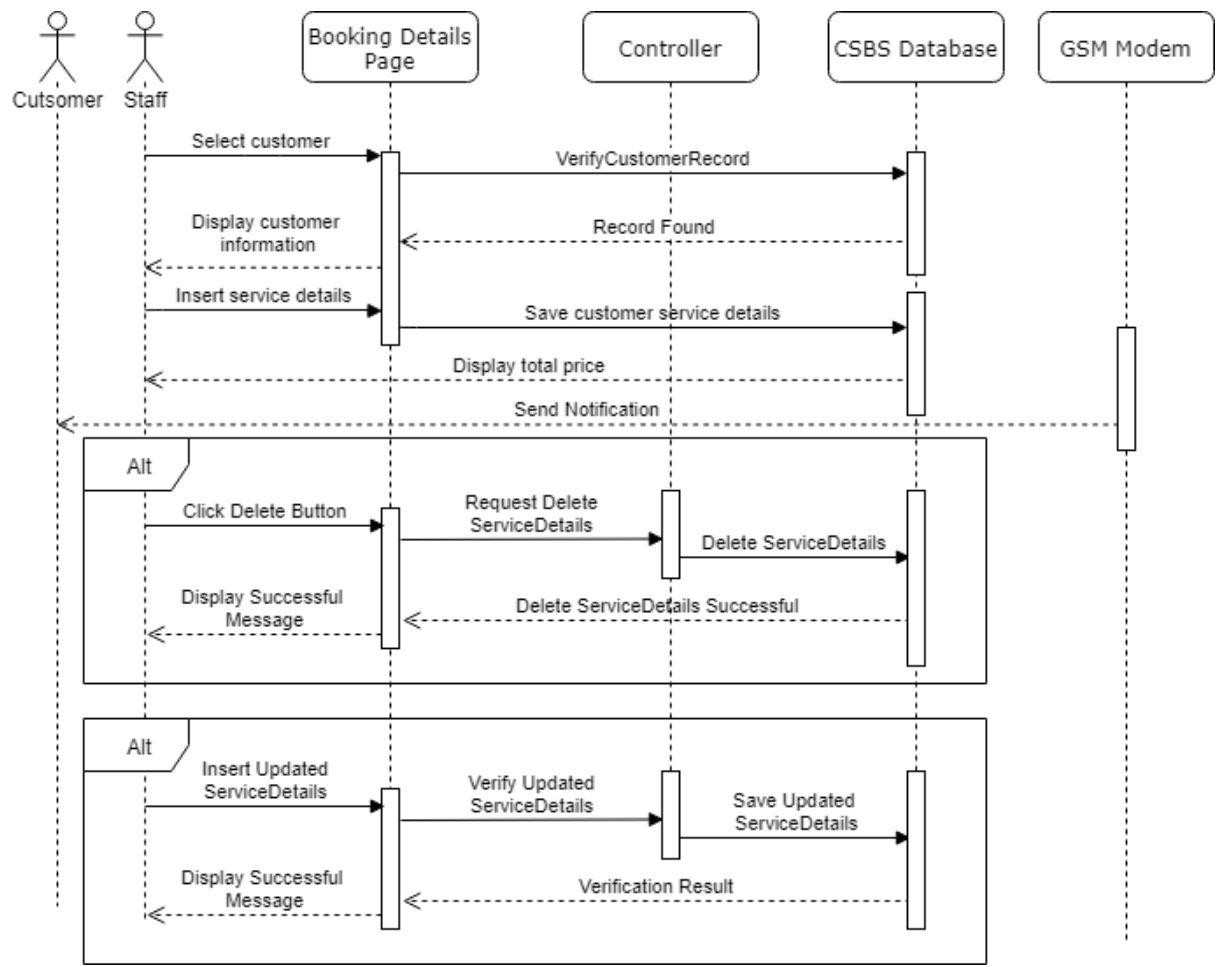 Booking Details
Page
Controller
CSBS Database
GSM Modem
Cutsomer
Staff
Select customer
VerifyCustomerRecord
Display customer
information
Record Found
Insert service details
Save customer service details
Display total price
Send Notification
Alt
Click Delete Button
Request Delete
ServiceDetails
Delete ServiceDetails
Display Successful
Message
Delete ServiceDetails Successful
Alt
Insert Updated
ServiceDetails
Verify Updated
ServiceDetails
Save Updated
ServiceDetails
Display Successful
Message
Verification Result